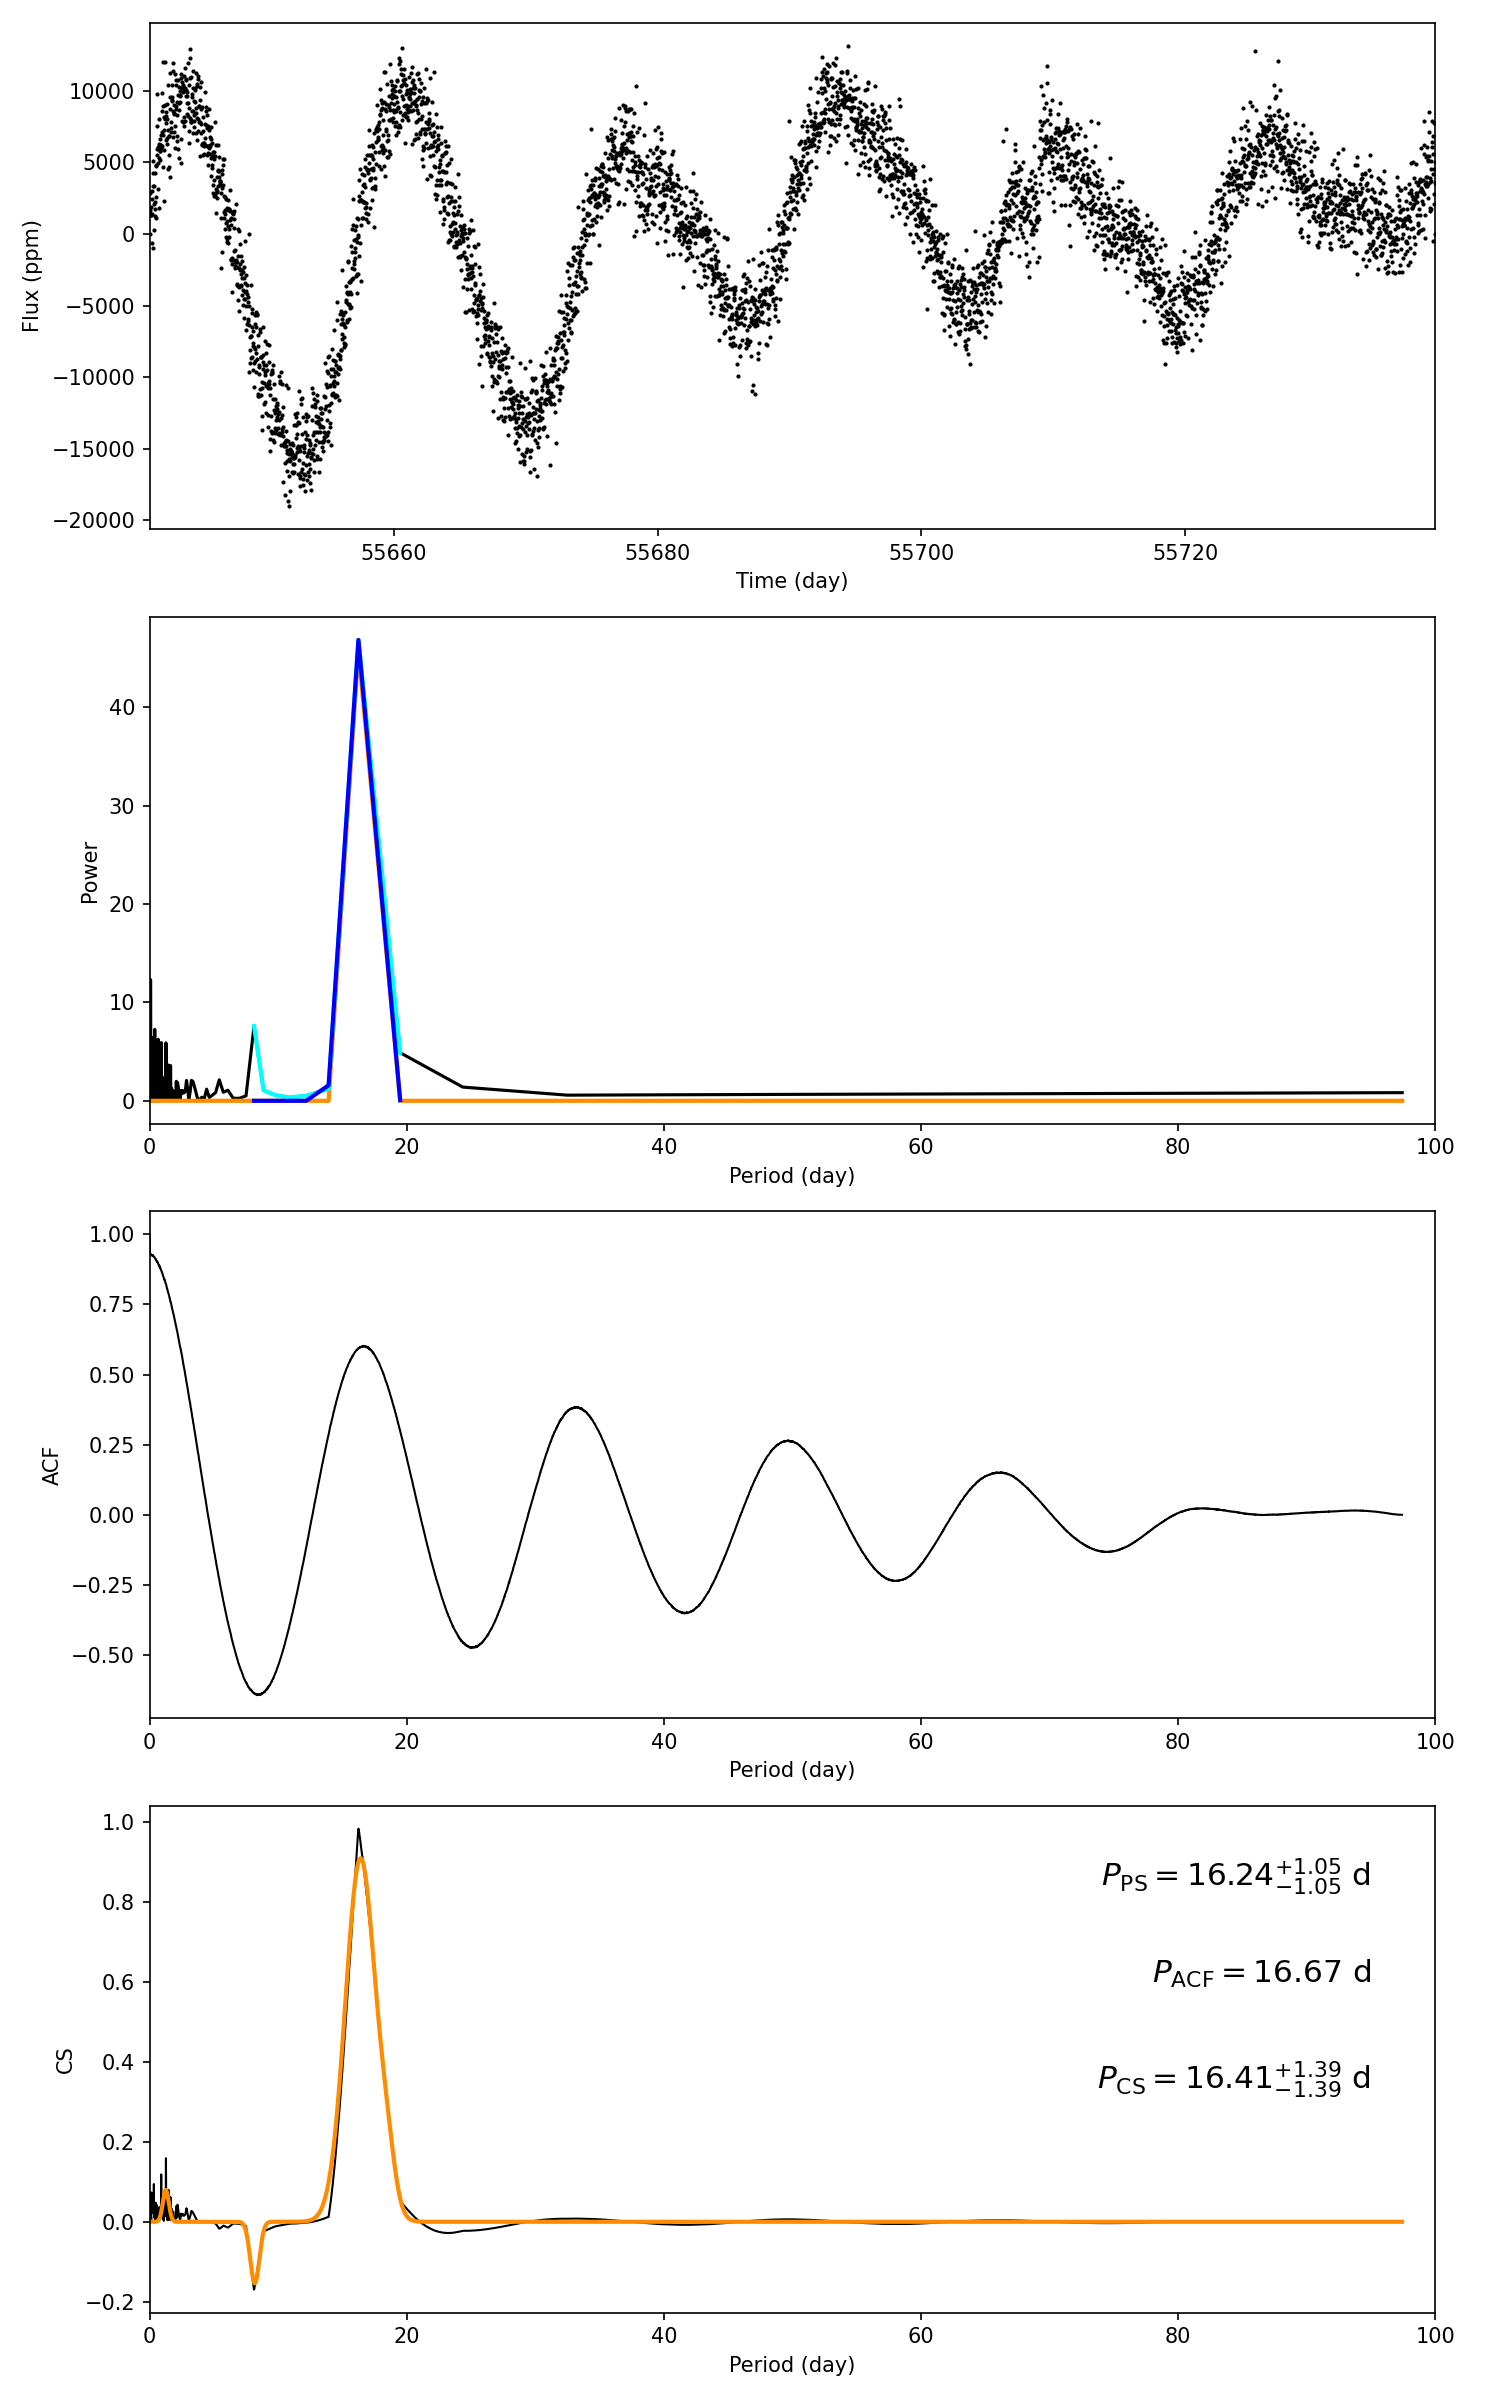 10000
5000
0
−5000
−10000
−15000
−20000
Flux (ppm)
55660 55680 55700 55720
Time (day)
40
30
20
10
0
Power
0 20 40 60 80 100
Period (day)
1.00
0.75
0.50
0.25
0.00
−0.25
−0.50
ACF
0 20 40 60 80 100
Period (day)
1.0
0.8
0.6
0.4
0.2
0.0
−0.2
CS
P_PS = 16.24^{+1.05}_{−1.05} d
P_ACF = 16.67 d
P_CS = 16.41^{+1.39}_{−1.39} d
0 20 40 60 80 100
Period (day)